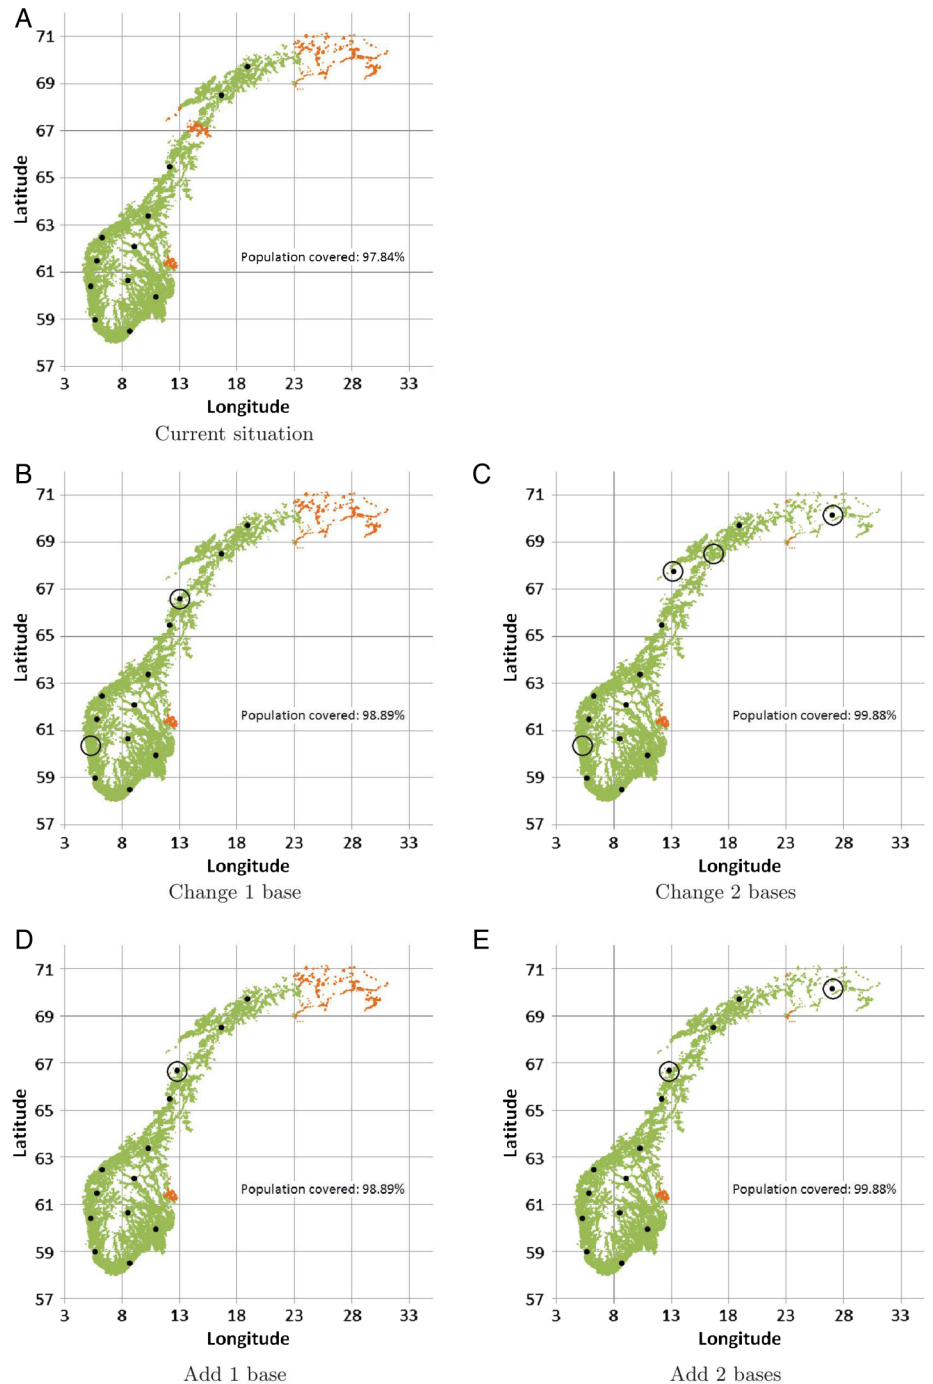 A
71
69
67
65
63
61
59
57
Latitude
Population covered: 97.84%
3 8 13 18 23 28 33
Longitude
Current situation
B
71
69
67
65
63
61
59
57
Latitude
Population covered: 98.89%
3 8 13 18 23 28 33
Longitude
Change 1 base
C
71
69
67
65
63
61
59
57
Latitude
Population covered: 99.88%
3 8 13 18 23 28 33
Longitude
Change 2 bases
D
71
69
67
65
63
61
59
57
Latitude
Population covered: 98.89%
3 8 13 18 23 28 33
Longitude
Add 1 base
E
71
69
67
65
63
61
59
57
Latitude
Population covered: 99.88%
3 8 13 18 23 28 33
Longitude
Add 2 bases